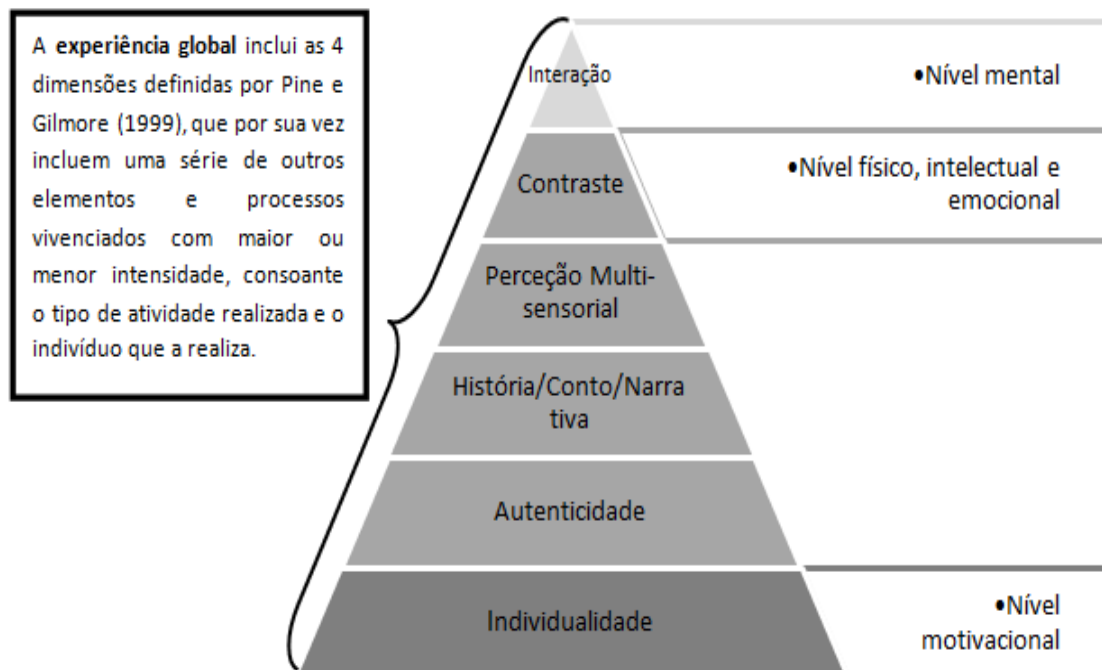 A experiência global inclui as 4
dimensões definidas por Pine e
Gilmore (1999), que por sua vez
incluem uma série de outros
elementos e processos
vivenciados com maior ou
menor intensidade, consoante
o tipo de atividade realizada e o
indivíduo que a realiza.
Interação
•Nível mental
Contraste
•Nível físico, intelectual e
emocional
Perceção Multi-
sensorial
História/Conto/Narra
tiva
Autenticidade
Individualidade
•Nível
motivacional